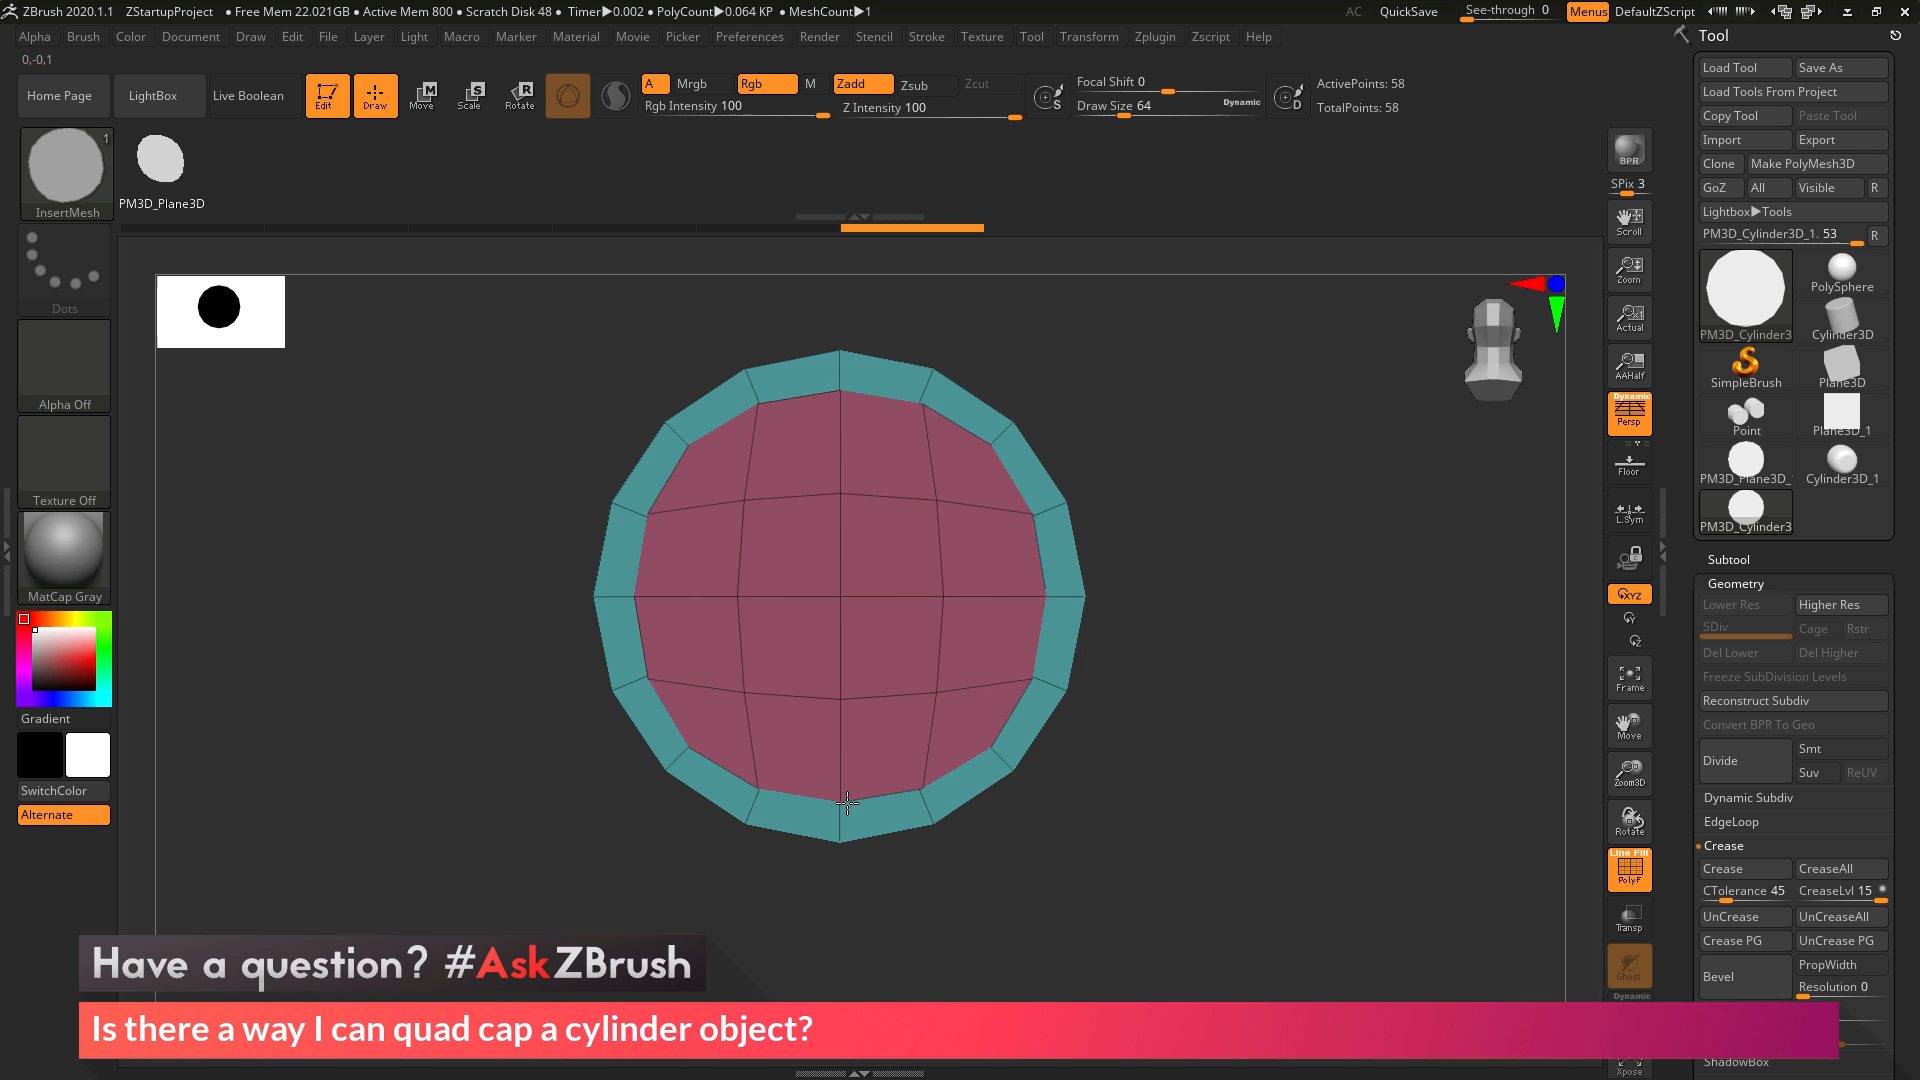 ZBrush 2020.1.1 ZStartupProject • Free Mem 22.021GB • Active Mem 800 • Scratch Disk 48 • Timer▶0.002 • PolyCount▶0.064 KP • MeshCount▶1 AC QuickSave See-through 0 Menus DefaultZScript
Alpha Brush Color Document Draw Edit File Layer Light Macro Marker Material Movie Picker Preferences Render Stencil Stroke Texture Tool Transform Zplugin Zscript Help
0,-0,1
Home Page LightBox Live Boolean Edit Draw Move Scale Rotate
A Mrgb Rgb M Zadd Zsub Zcut
Rgb Intensity 100 Z Intensity 100
S Focal Shift 0
Draw Size 64 Dynamic D
ActivePoints: 58
TotalPoints: 58
1
InsertMesh
PM3D_Plane3D
Dots
Alpha Off
Texture Off
MatCap Gray
Gradient
SwitchColor
Alternate
BPR
SPix 3
Scroll
Zoom
Actual
AAHalf
Dynamic
Persp
Floor
L.Sym
XYZ
Frame
Move
Zoom3D
Rotate
Line Fill
PolyF
Transp
Ghost
Dynamic
Xpose
Tool
Load Tool Save As
Load Tools From Project
Copy Tool Paste Tool
Import Export
Clone Make PolyMesh3D
GoZ All Visible R
Lightbox▶Tools
PM3D_Cylinder3D_1. 53 R
PM3D_Cylinder3 PolySphere
Cylinder3D
SimpleBrush Plane3D
Point Plane3D_1
PM3D_Plane3D_ Cylinder3D_1
PM3D_Cylinder3
Subtool
Geometry
Lower Res Higher Res
SDiv Cage Rstr
Del Lower Del Higher
Freeze SubDivision Levels
Reconstruct Subdiv
Convert BPR To Geo
Divide Smt
Suv ReUV
Dynamic Subdiv
EdgeLoop
Crease
Crease CreaseAll
CTolerance 45 CreaseLvl 15
UnCrease UnCreaseAll
Crease PG UnCrease PG
Bevel PropWidth
Resolution 0
ShadowBox
Have a question? #AskZBrush
Is there a way I can quad cap a cylinder object?